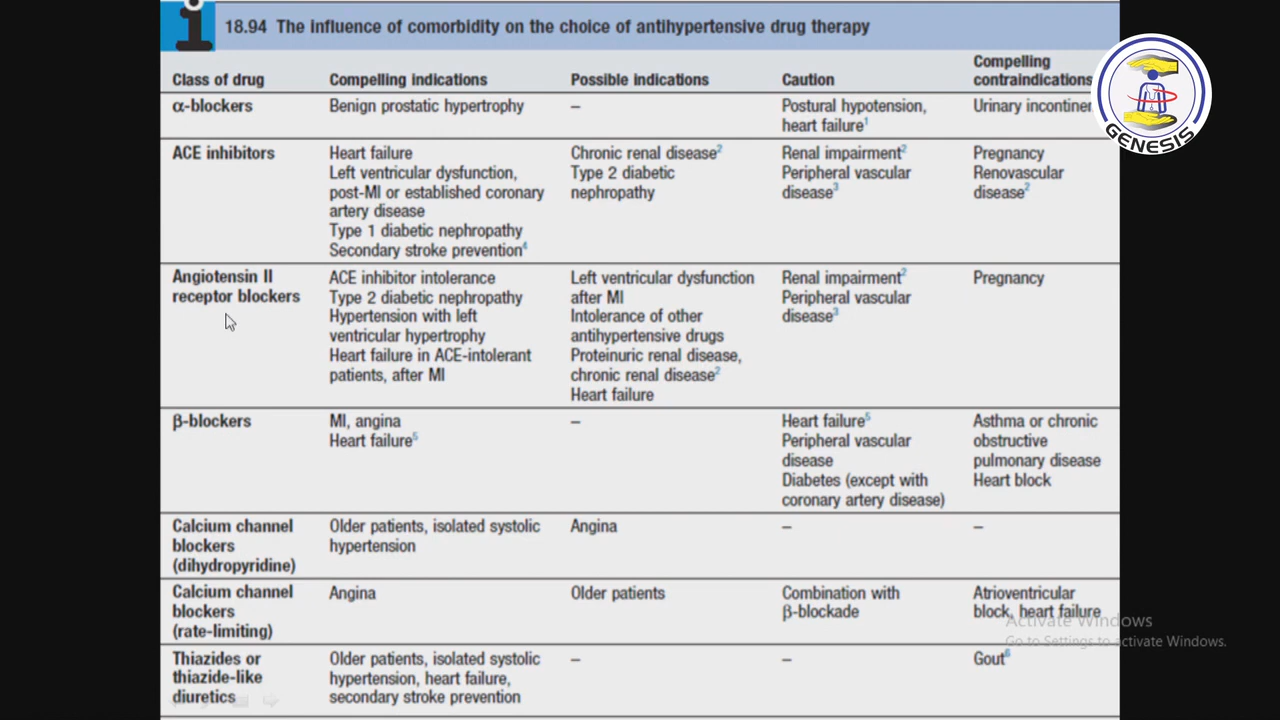 i
18.94 The influence of comorbidity on the choice of antihypertensive drug therapy
Class of drug
Compelling indications
Possible indications
Caution
Compelling
contraindications
α-blockers
Benign prostatic hypertrophy
–
Postural hypotension,
heart failure1
Urinary
ACE inhibitors
Heart failure
Left ventricular dysfunction,
post-MI or established coronary
artery disease
Type 1 diabetic nephropathy
Secondary stroke prevention4
Chronic renal disease2
Type 2 diabetic
nephropathy
Renal impairment2
Peripheral vascular
disease3
Pregnancy
Renovascular
disease2
Angiotensin II
receptor blockers
ACE inhibitor intolerance
Type 2 diabetic nephropathy
Hypertension with left
ventricular hypertrophy
Heart failure in ACE-intolerant
patients, after MI
Left ventricular dysfunction
after MI
Intolerance of other
antihypertensive drugs
Proteinuric renal disease,
chronic renal disease2
Heart failure
Renal impairment2
Peripheral vascular
disease3
Pregnancy
β-blockers
MI, angina
Heart failure5
–
Heart failure5
Peripheral vascular
disease
Diabetes (except with
coronary artery disease)
Asthma or chronic
obstructive
pulmonary disease
Heart block
Calcium channel
blockers
(dihydropyridine)
Older patients, isolated systolic
hypertension
Angina
–
–
Calcium channel
blockers
(rate-limiting)
Angina
Older patients
Combination with
β-blockade
Atrioventricular
block, heart failure
Thiazides or
thiazide-like
diuretics
Older patients, isolated systolic
hypertension, heart failure,
secondary stroke prevention
–
–
Gout6
GENESIS
Activate Windows
Go to Settings to activate Windows.